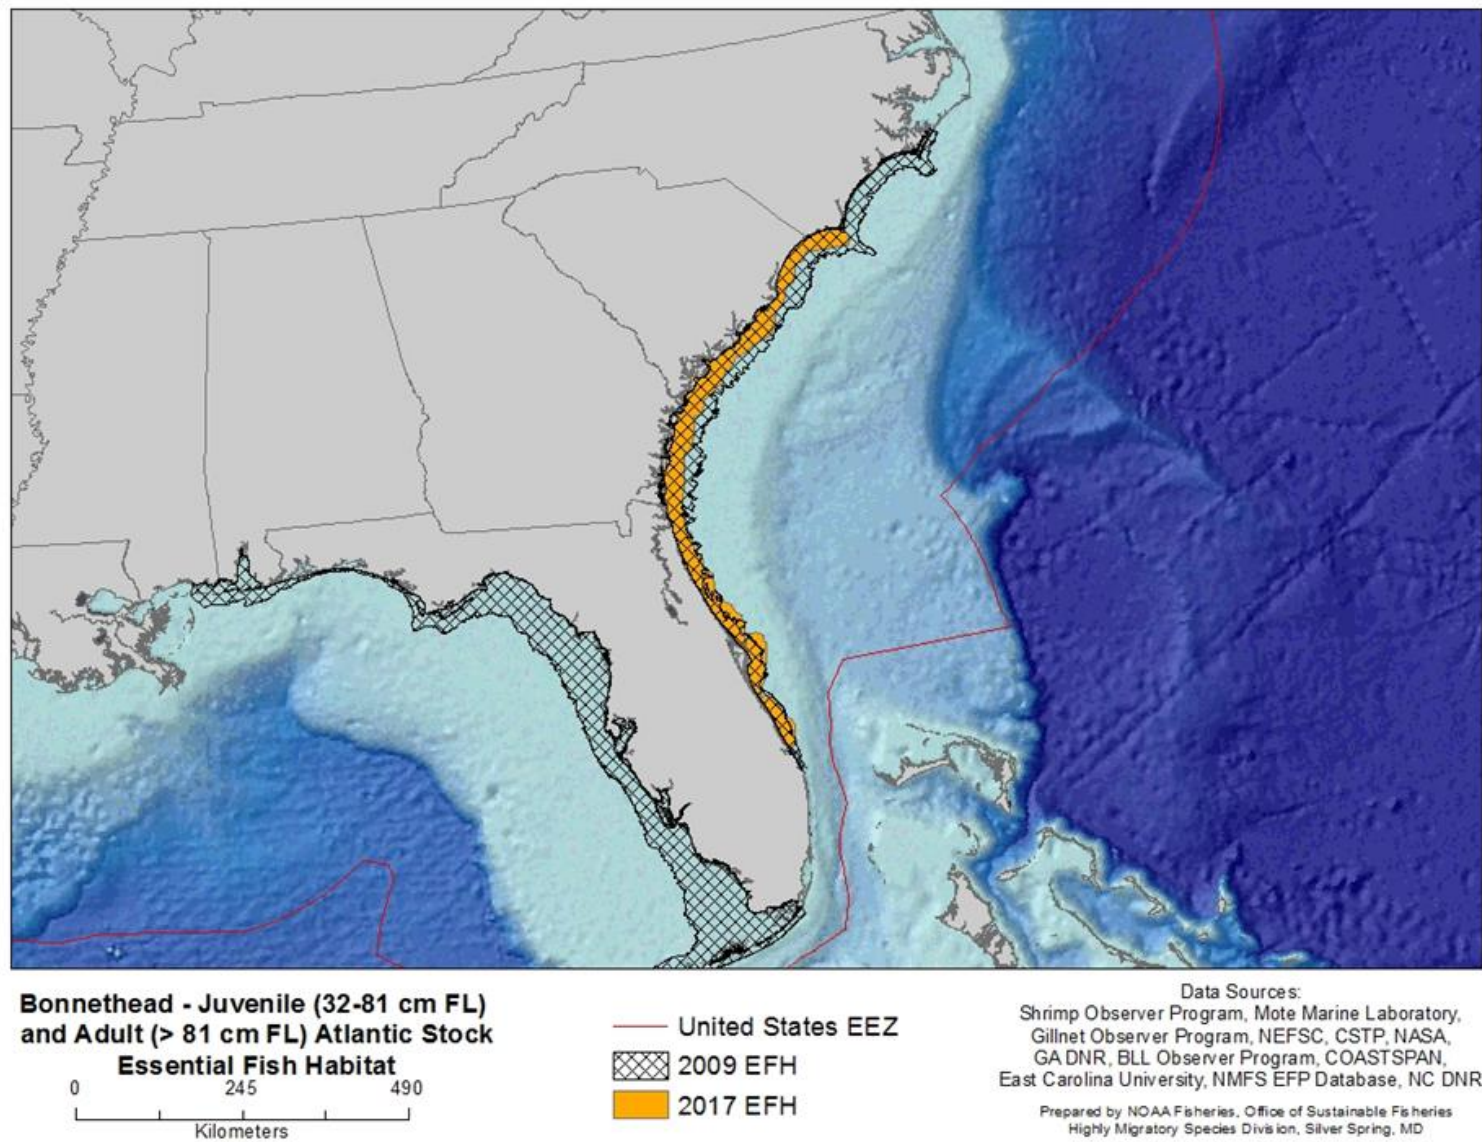 Bonnethead - Juvenile (32-81 cm FL)
and Adult (> 81 cm FL) Atlantic Stock
Essential Fish Habitat
0 245 490
Kilometers
United States EEZ
2009 EFH
2017 EFH
Data Sources:
Shrimp Observer Program, Mote Marine Laboratory,
Gillnet Observer Program, NEFSC, CSTP, NASA,
GA DNR, BLL Observer Program, COASTSPAN,
East Carolina University, NMFS EFP Database, NC DNR
Prepared by NOAA Fisheries, Office of Sustainable Fisheries
Highly Migratory Species Division, Silver Spring, MD